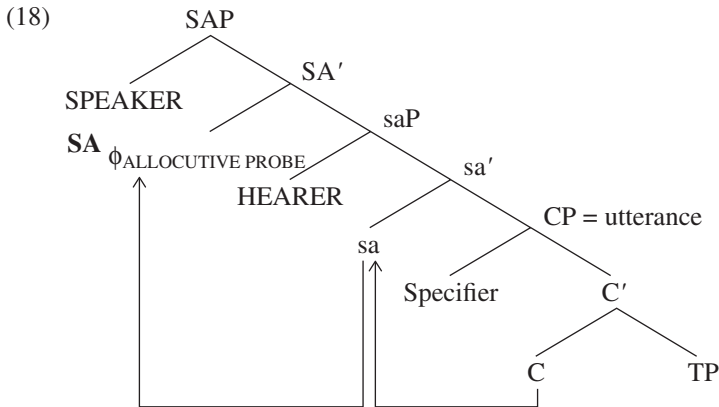 (18)
SAP
SPEAKER
SA′
SA ϕALLOCUTIVE PROBE
saP
HEARER
sa′
sa
CP = utterance
Specifier
C′
C
TP